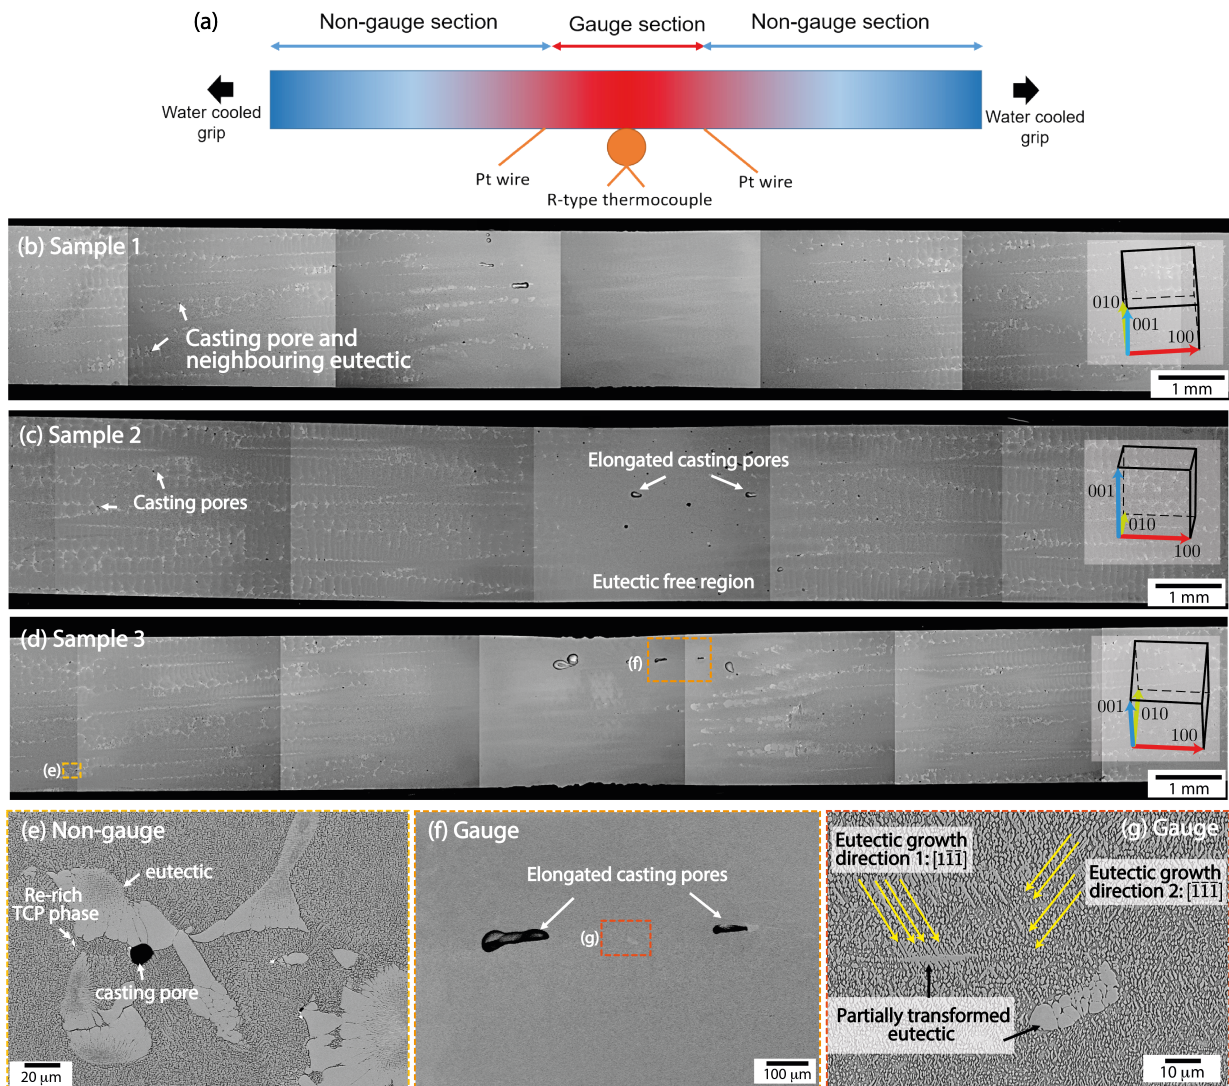 (a)
Non-gauge section
Gauge section
Non-gauge section
Water cooled
grip
Water cooled
grip
Pt wire
Pt wire
R-type thermocouple
(b) Sample 1
Casting pore and
neighbouring eutectic
010
001
100
1 mm
(c) Sample 2
Casting pores
Elongated casting pores
Eutectic free region
001
010
100
1 mm
(d) Sample 3
(f)
(e)
001
010
100
1 mm
(e) Non-gauge
eutectic
Re-rich
TCP phase
casting pore
20 μm
(f) Gauge
Elongated casting pores
(g)
100 μm
(g) Gauge
Eutectic growth
direction 1: [11̅1̅]
Eutectic growth
direction 2: [1̅1̅1̅]
Partially transformed
eutectic
10 μm